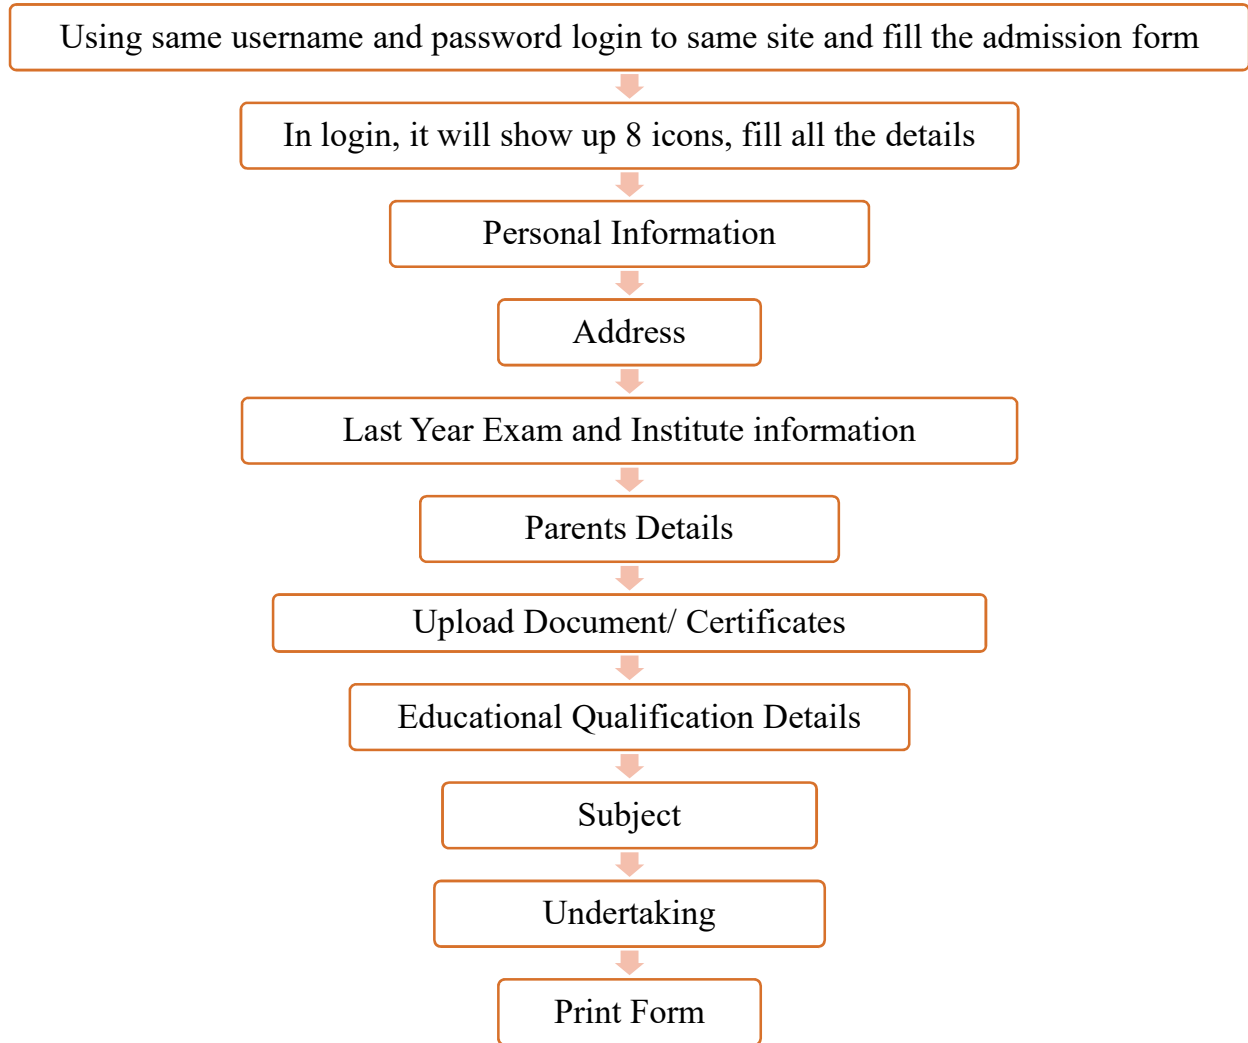 Using same username and password login to same site and fill the admission form
In login, it will show up 8 icons, fill all the details
Personal Information
Address
Last Year Exam and Institute information
Parents Details
Upload Document/ Certificates
Educational Qualification Details
Subject
Undertaking
Print Form